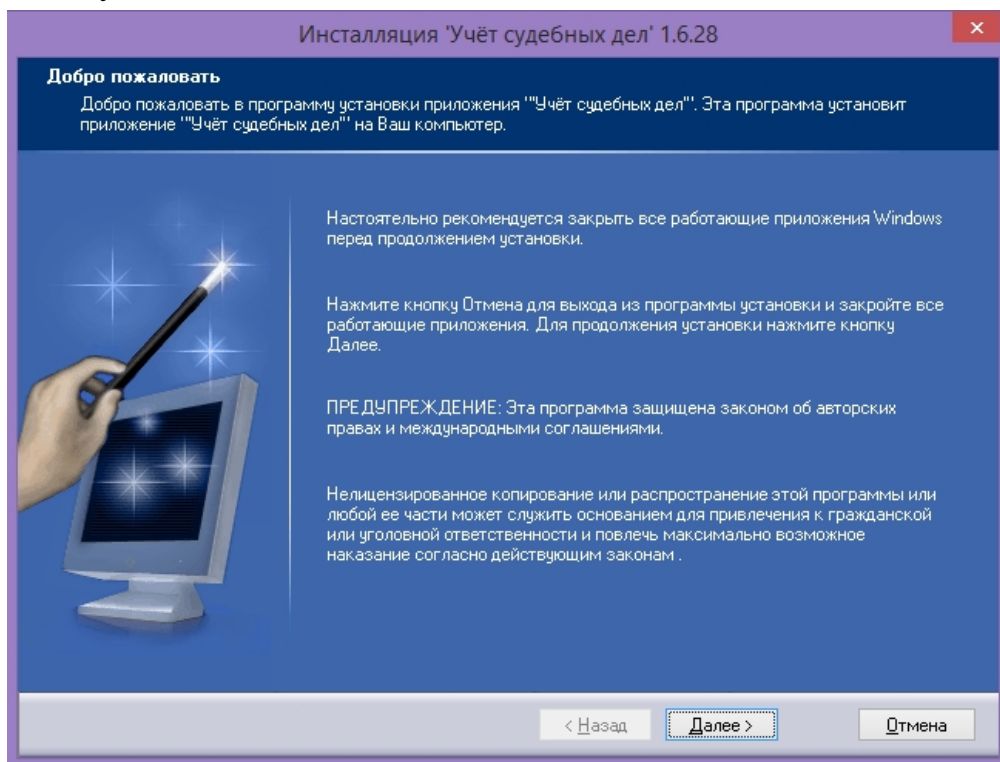 Инсталляция 'Учёт судебных дел' 1.6.28
Добро пожаловать
Добро пожаловать в программу установки приложения '"Учёт судебных дел"'. Эта программа установит
приложение '"Учёт судебных дел"' на Ваш компьютер.
Настоятельно рекомендуется закрыть все работающие приложения Windows
перед продолжением установки.
Нажмите кнопку Отмена для выхода из программы установки и закройте все
работающие приложения. Для продолжения установки нажмите кнопку
Далее.
ПРЕДУПРЕЖДЕНИЕ: Эта программа защищена законом об авторских
правах и международными соглашениями.
Нелицензированное копирование или распространение этой программы или
любой ее части может служить основанием для привлечения к гражданской
или уголовной ответственности и повлечь максимально возможное
наказание согласно действующим законам .
< Назад Далее > Отмена